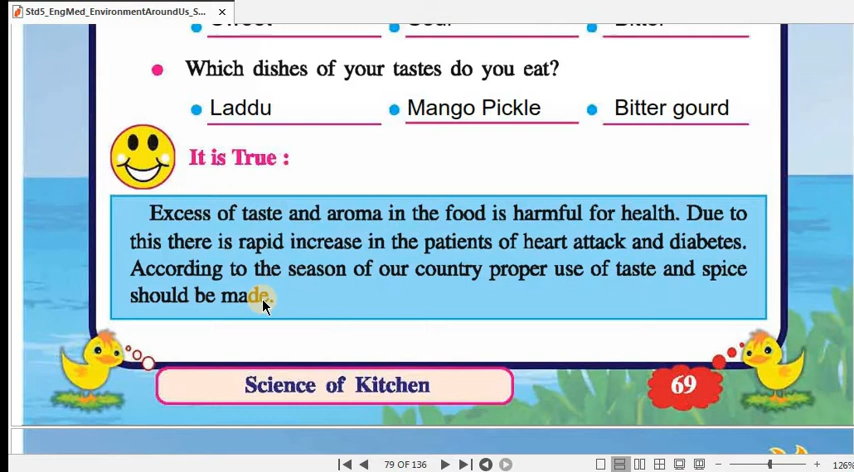 Std5_EngMed_EnvironmentAroundUs_S... ×
Sweet Sour Bitter
Which dishes of your tastes do you eat?
Laddu Mango Pickle Bitter gourd
It is True :
Excess of taste and aroma in the food is harmful for health. Due to
this there is rapid increase in the patients of heart attack and diabetes.
According to the season of our country proper use of taste and spice
should be made.
Science of Kitchen 69
79 OF 136 126%